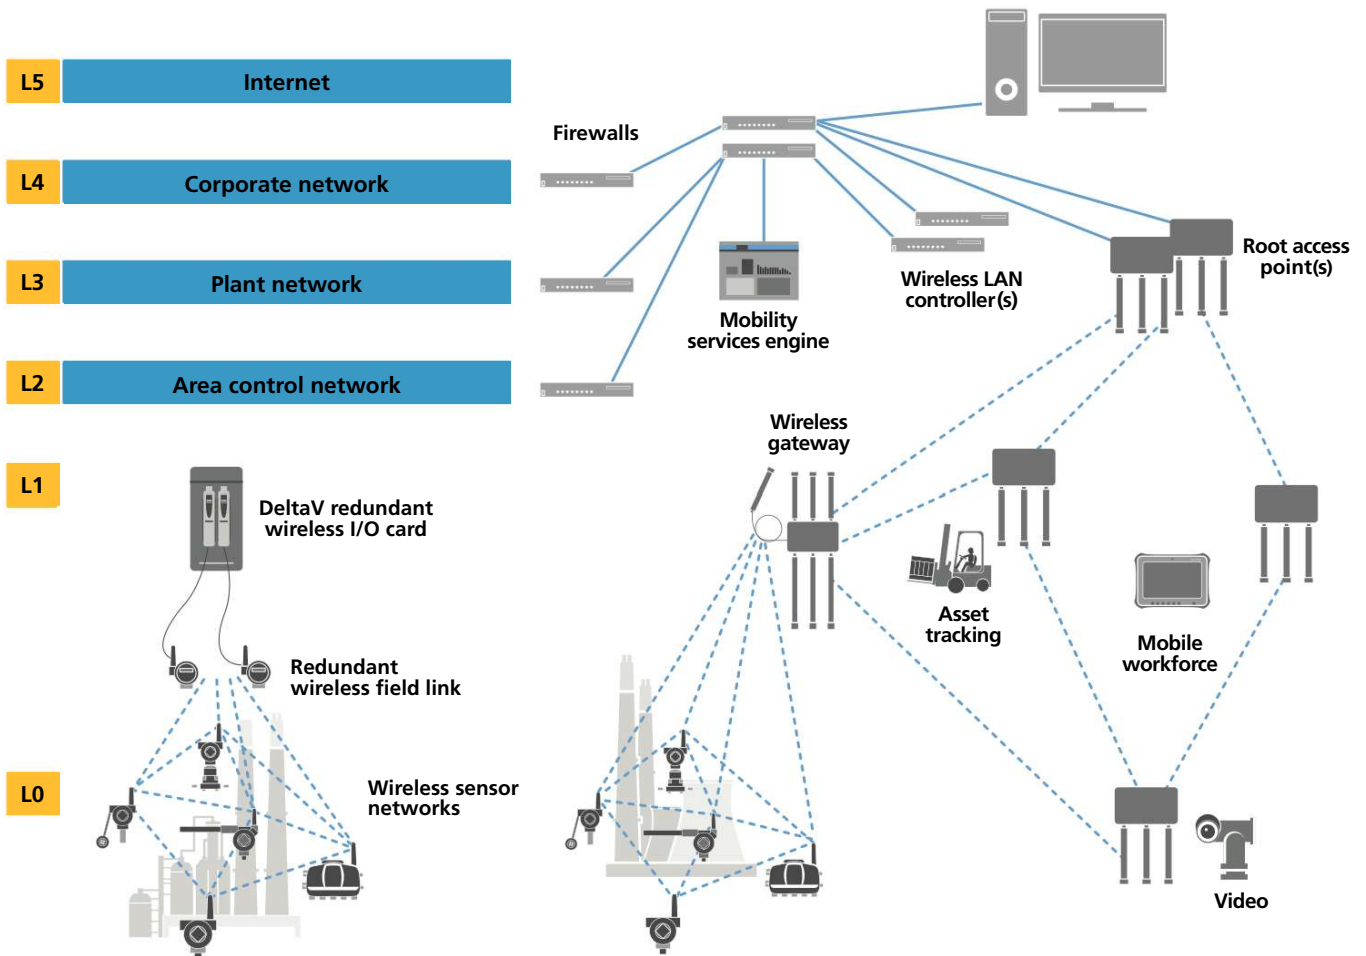 L5
Internet
Firewalls
L4
Corporate network
L3
Plant network
Mobility
services engine
Wireless LAN
controller(s)
Root access
point(s)
L2
Area control network
Wireless
gateway
L1
DeltaV redundant
wireless I/O card
Asset
tracking
Mobile
workforce
Redundant
wireless field link
L0
Wireless sensor
networks
Video